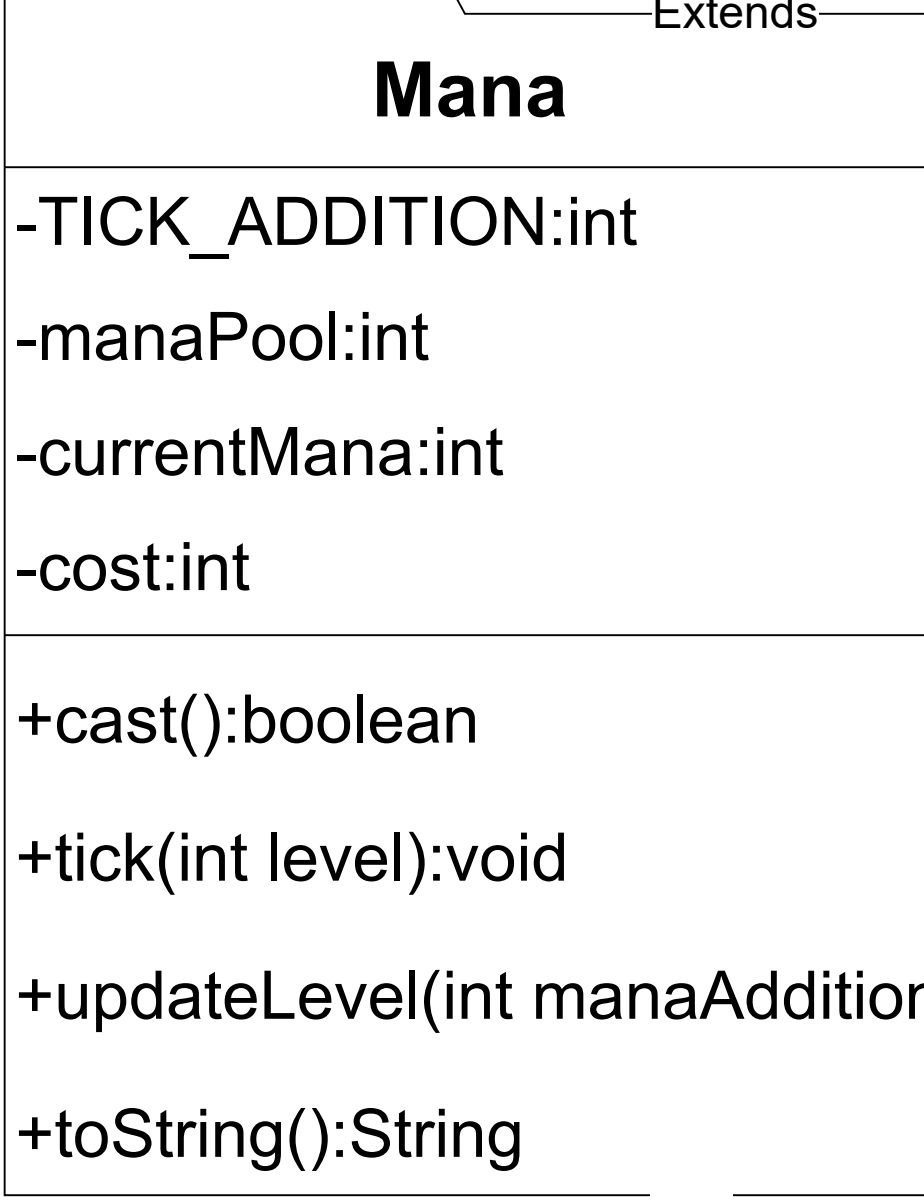 Extends
Mana
-TICK_ADDITION:int
-manaPool:int
-currentMana:int
-cost:int
+cast():boolean
+tick(int level):void
+updateLevel(int manaAddition
+toString():String